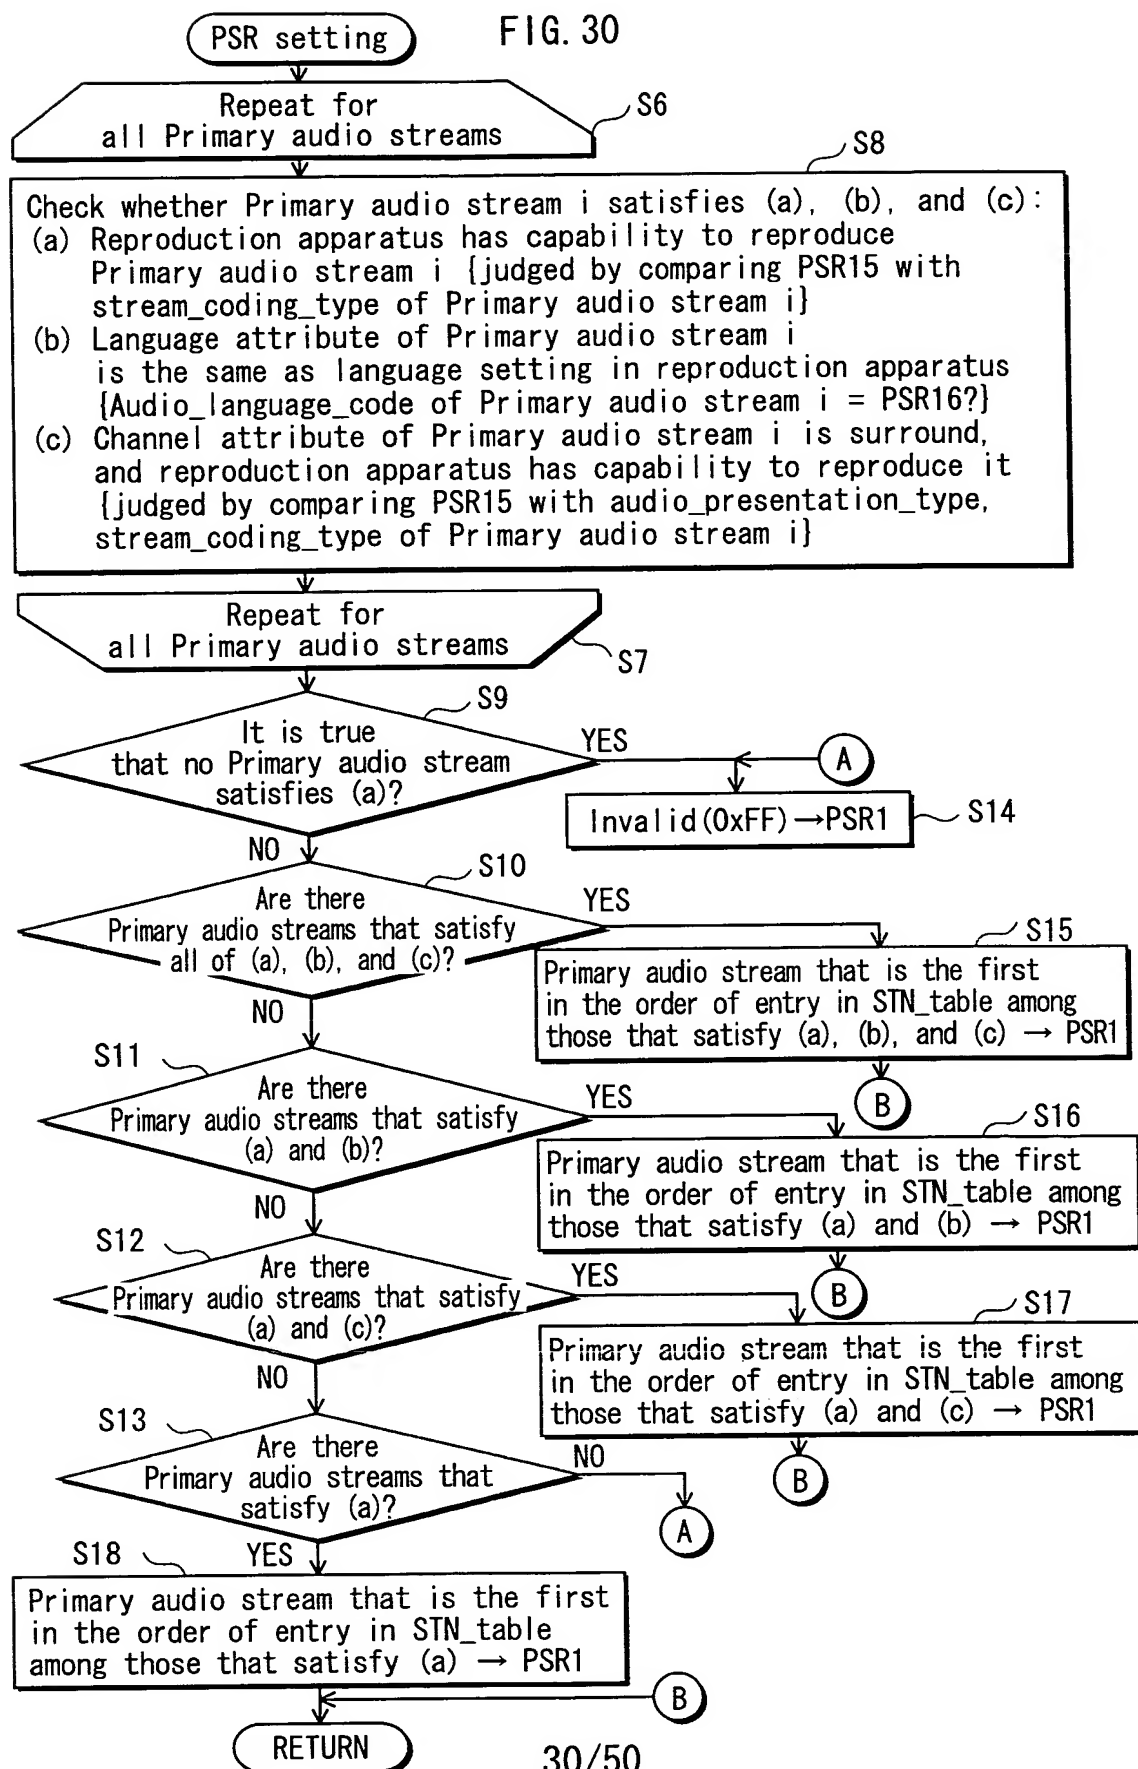 FIG. 30
PSR setting
Repeat for
all Primary audio streams
S6
S8
Check whether Primary audio stream i satisfies (a), (b), and (c):
(a) Reproduction apparatus has capability to reproduce
Primary audio stream i {judged by comparing PSR15 with
stream_coding_type of Primary audio stream i}
(b) Language attribute of Primary audio stream i
is the same as language setting in reproduction apparatus
{Audio_language_code of Primary audio stream i = PSR16?}
(c) Channel attribute of Primary audio stream i is surround,
and reproduction apparatus has capability to reproduce it
{judged by comparing PSR15 with audio_presentation_type,
stream_coding_type of Primary audio stream i}
Repeat for
all Primary audio streams
S7
S9
It is true
that no Primary audio stream
satisfies (a)?
YES
A
Invalid(0xFF)→PSR1
S14
NO
S10
Are there
Primary audio streams that satisfy
all of (a), (b), and (c)?
YES
S15
Primary audio stream that is the first
in the order of entry in STN_table among
those that satisfy (a), (b), and (c) → PSR1
B
NO
S11
Are there
Primary audio streams that satisfy
(a) and (b)?
YES
S16
Primary audio stream that is the first
in the order of entry in STN_table among
those that satisfy (a) and (b) → PSR1
B
NO
S12
Are there
Primary audio streams that satisfy
(a) and (c)?
YES
S17
Primary audio stream that is the first
in the order of entry in STN_table among
those that satisfy (a) and (c) → PSR1
B
NO
S13
Are there
Primary audio streams that
satisfy (a)?
NO
A
YES
S18
Primary audio stream that is the first
in the order of entry in STN_table
among those that satisfy (a) → PSR1
B
RETURN
30/50